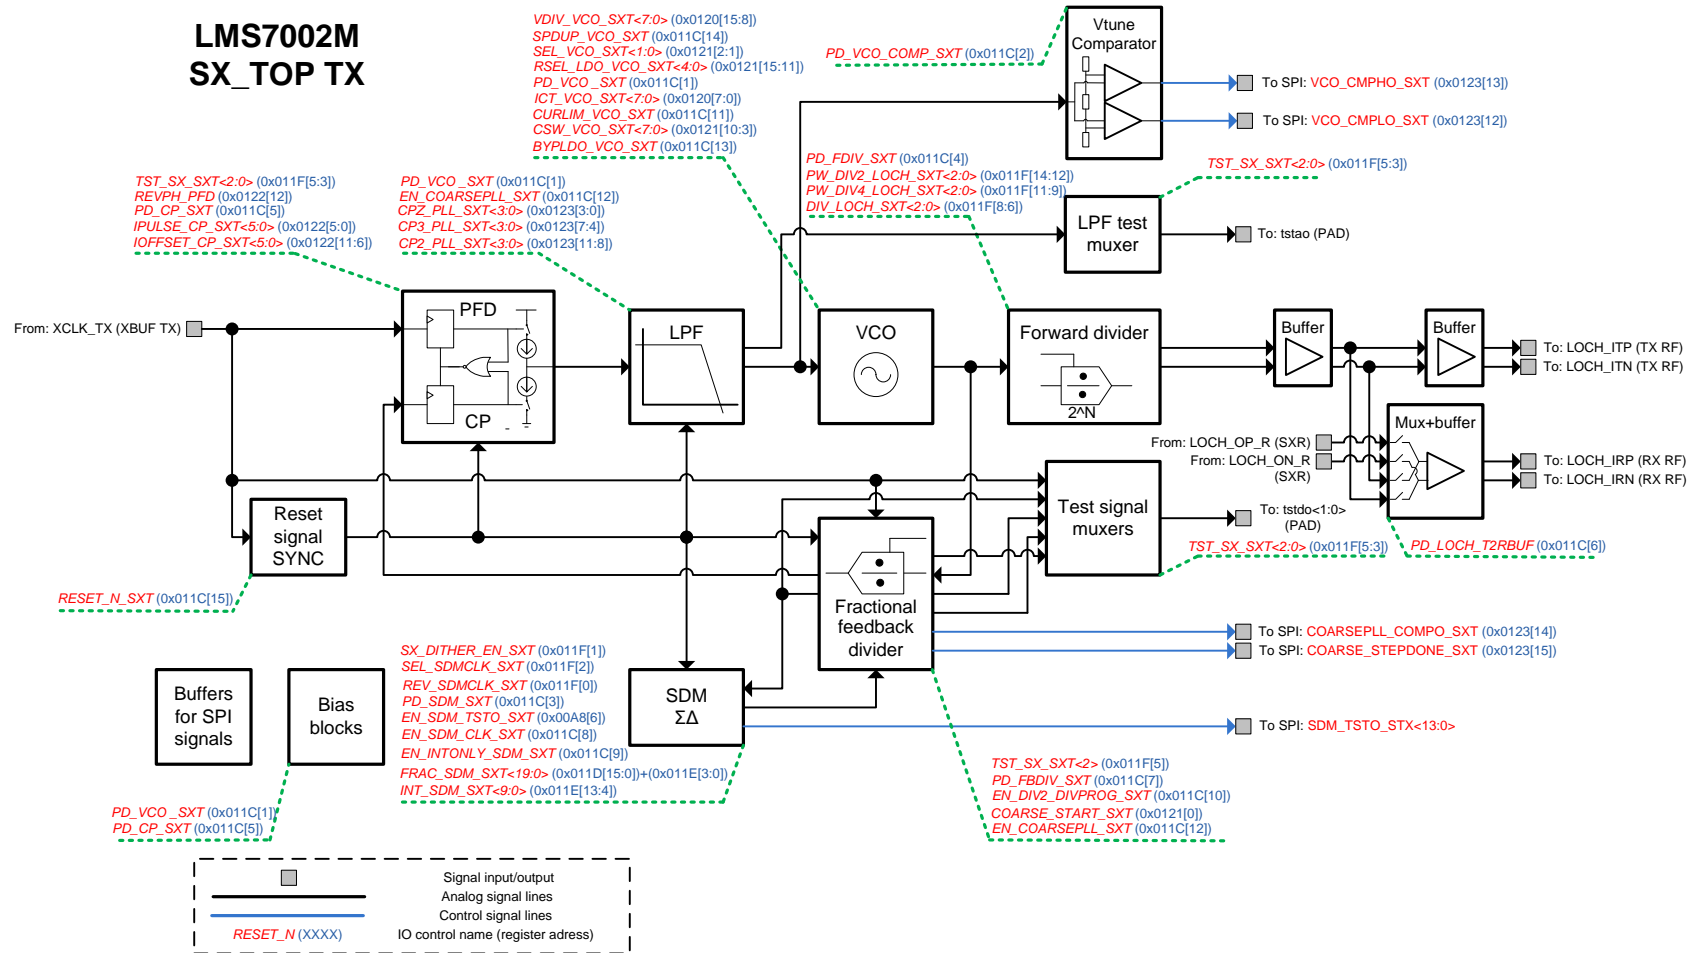 LMS7002M
SX_TOP TX
VDIV_VCO_SXT<7:0> (0x0120[15:8])
SPDUP_VCO_SXT (0x011C[14])
SEL_VCO_SXT<1:0> (0x0121[2:1])
RSEL_LDO_VCO_SXT<4:0> (0x0121[15:11])
PD_VCO_SXT (0x011C[1])
ICT_VCO_SXT<7:0> (0x0120[7:0])
CURLIM_VCO_SXT (0x011C[11])
CSW_VCO_SXT<7:0> (0x0121[10:3])
BYPLDO_VCO_SXT (0x011C[13])
PD_VCO_COMP_SXT (0x011C[2])
Vtune
Comparator
To SPI: VCO_CMPHO_SXT (0x0123[13])
To SPI: VCO_CMPLO_SXT (0x0123[12])
TST_SX_SXT<2:0> (0x011F[5:3])
REVPH_PFD (0x0122[12])
PD_CP_SXT (0x011C[5])
IPULSE_CP_SXT<5:0> (0x0122[5:0])
IOFFSET_CP_SXT<5:0> (0x0122[11:6])
PD_VCO_SXT (0x011C[1])
EN_COARSEPLL_SXT (0x011C[12])
CPZ_PLL_SXT<3:0> (0x0123[3:0])
CP3_PLL_SXT<3:0> (0x0123[7:4])
CP2_PLL_SXT<3:0> (0x0123[11:8])
PD_FDIV_SXT (0x011C[4])
PW_DIV2_LOCH_SXT<2:0> (0x011F[14:12])
PW_DIV4_LOCH_SXT<2:0> (0x011F[11:9])
DIV_LOCH_SXT<2:0> (0x011F[8:6])
TST_SX_SXT<2:0> (0x011F[5:3])
LPF test
muxer
To: tstao (PAD)
From: XCLK_TX (XBUF TX)
PFD
CP
LPF
VCO
Forward divider
2^N
Buffer
Buffer
To: LOCH_ITP (TX RF)
To: LOCH_ITN (TX RF)
Mux+buffer
From: LOCH_OP_R (SXR)
From: LOCH_ON_R
(SXR)
To: LOCH_IRP (RX RF)
To: LOCH_IRN (RX RF)
Reset
signal
SYNC
Test signal
muxers
To: tstdo<1:0>
(PAD)
TST_SX_SXT<2:0> (0x011F[5:3])
PD_LOCH_T2RBUF (0x011C[6])
RESET_N_SXT (0x011C[15])
Fractional
feedback
divider
To SPI: COARSEPLL_COMPO_SXT (0x0123[14])
To SPI: COARSE_STEPDONE_SXT (0x0123[15])
Buffers
for SPI
signals
Bias
blocks
SX_DITHER_EN_SXT (0x011F[1])
SEL_SDMCLK_SXT (0x011F[2])
REV_SDMCLK_SXT (0x011F[0])
PD_SDM_SXT (0x011C[3])
EN_SDM_TSTO_SXT (0x00A8[6])
EN_SDM_CLK_SXT (0x011C[8])
EN_INTONLY_SDM_SXT (0x011C[9])
FRAC_SDM_SXT<19:0> (0x011D[15:0])+(0x011E[3:0])
INT_SDM_SXT<9:0> (0x011E[13:4])
SDM
ΣΔ
To SPI: SDM_TSTO_STX<13:0>
TST_SX_SXT<2> (0x011F[5])
PD_FBDIV_SXT (0x011C[7])
EN_DIV2_DIVPROG_SXT (0x011C[10])
COARSE_START_SXT (0x0121[0])
EN_COARSEPLL_SXT (0x011C[12])
PD_VCO_SXT (0x011C[1])
PD_CP_SXT (0x011C[5])
Signal input/output
Analog signal lines
Control signal lines
RESET_N (XXXX) IO control name (register adress)